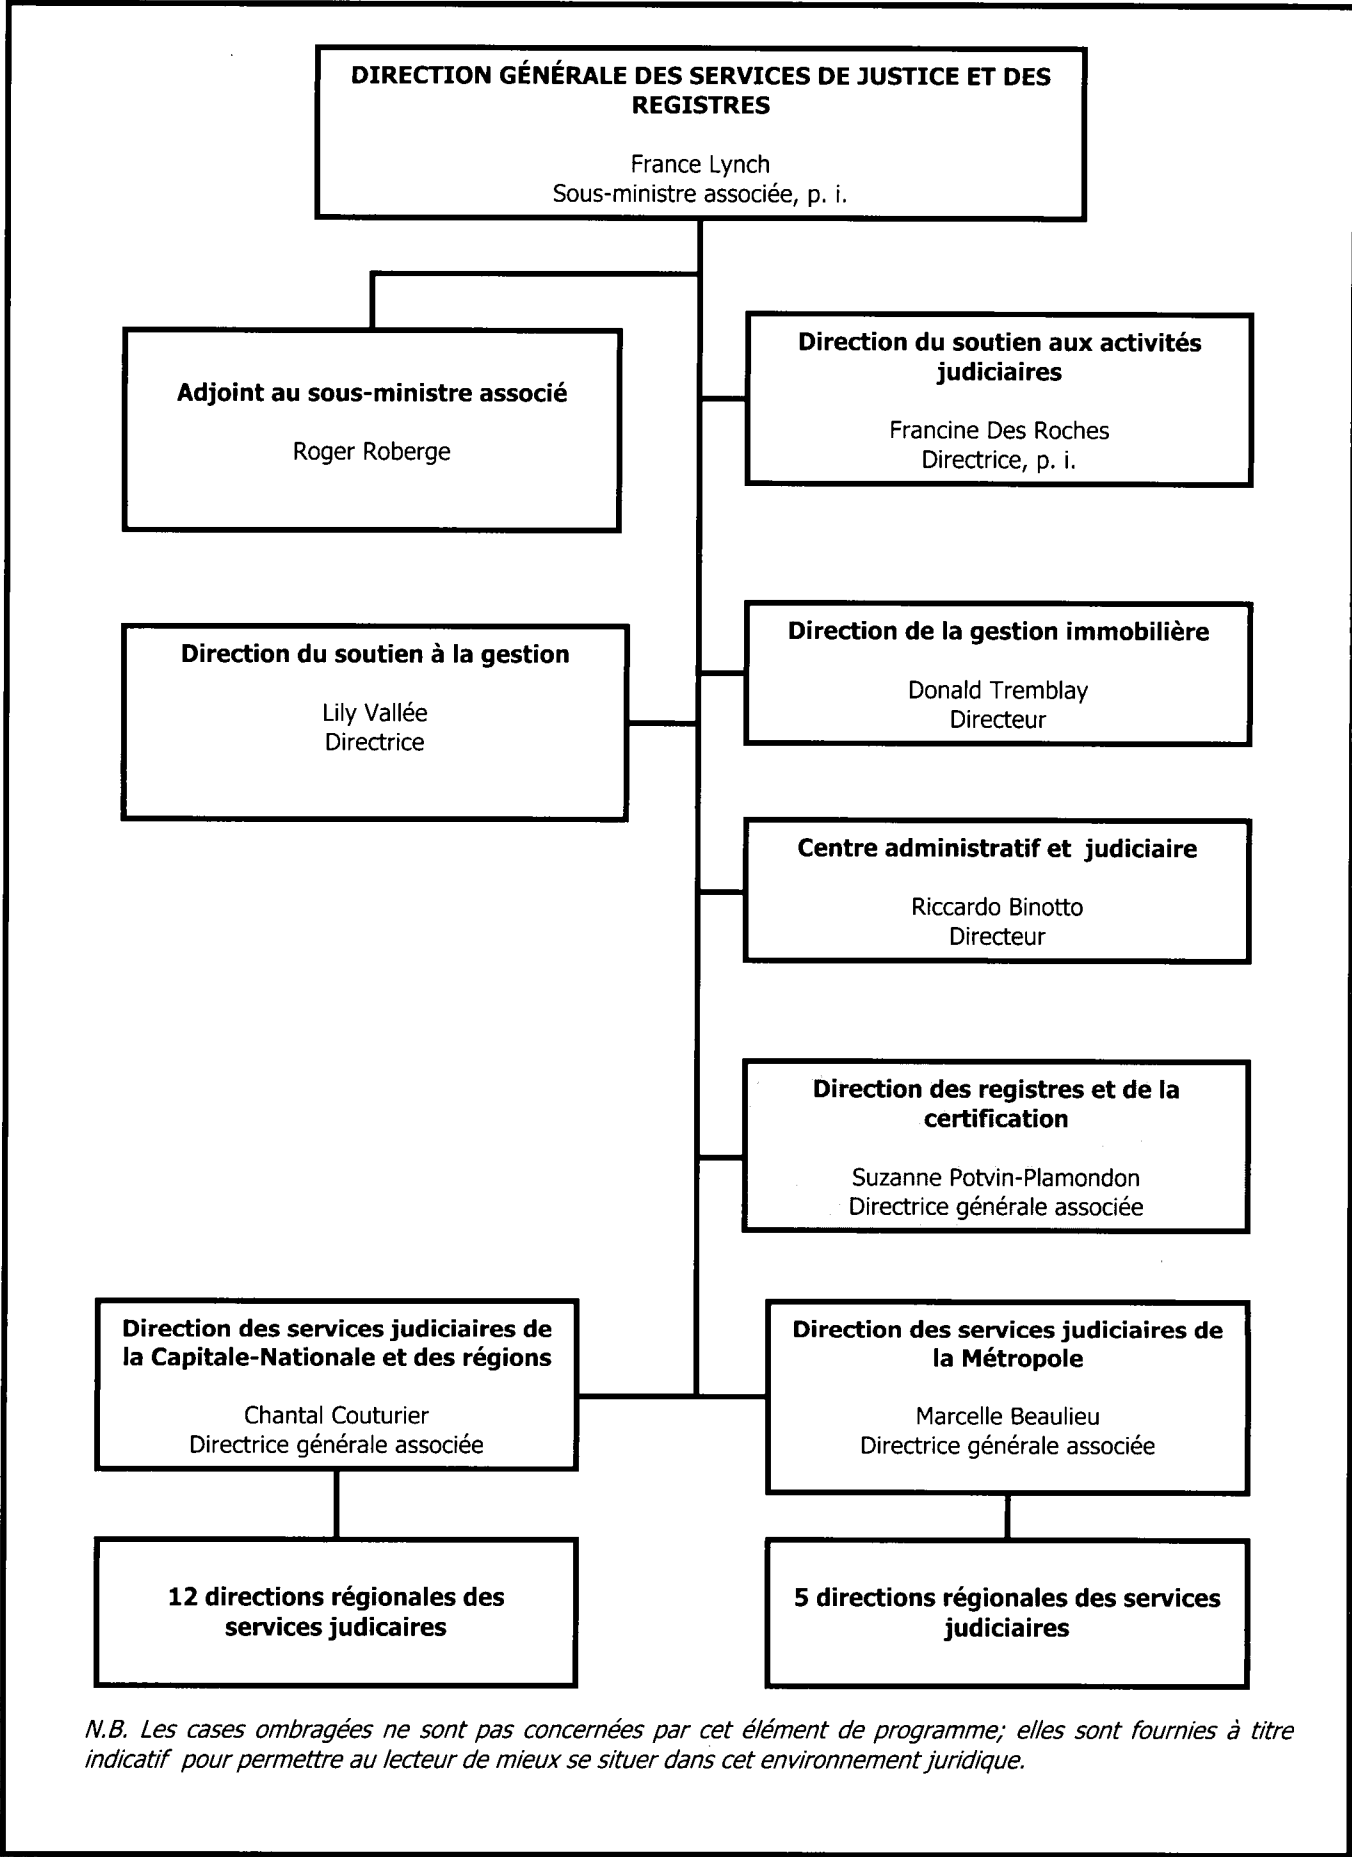 DIRECTION GÉNÉRALE DES SERVICES DE JUSTICE ET DES
REGISTRES
France Lynch
Sous-ministre associée, p. i.
Adjoint au sous-ministre associé
Roger Roberge
Direction du soutien aux activités
judiciaires
Francine Des Roches
Directrice, p. i.
Direction du soutien à la gestion
Lily Vallée
Directrice
Direction de la gestion immobilière
Donald Tremblay
Directeur
Centre administratif et judiciaire
Riccardo Binotto
Directeur
Direction des registres et de la
certification
Suzanne Potvin-Plamondon
Directrice générale associée
Direction des services judiciaires de
la Capitale-Nationale et des régions
Chantal Couturier
Directrice générale associée
Direction des services judiciaires de
la Métropole
Marcelle Beaulieu
Directrice générale associée
12 directions régionales des
services judicaires
5 directions régionales des services
judiciaires
N.B. Les cases ombragées ne sont pas concernées par cet élément de programme; elles sont fournies à titre
indicatif pour permettre au lecteur de mieux se situer dans cet environnement juridique.